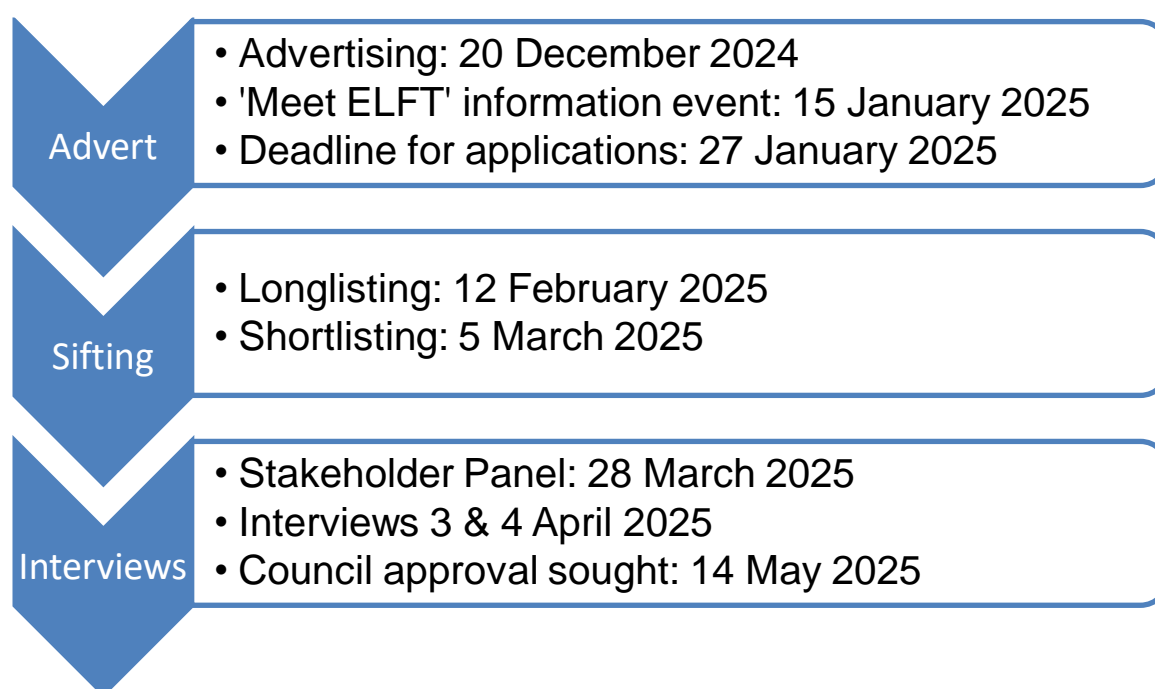 Advert
• Advertising: 20 December 2024
• 'Meet ELFT' information event: 15 January 2025
• Deadline for applications: 27 January 2025
Sifting
• Longlisting: 12 February 2025
• Shortlisting: 5 March 2025
Interviews
• Stakeholder Panel: 28 March 2025
• Interviews 3 & 4 April 2025
• Council approval sought: 14 May 2025